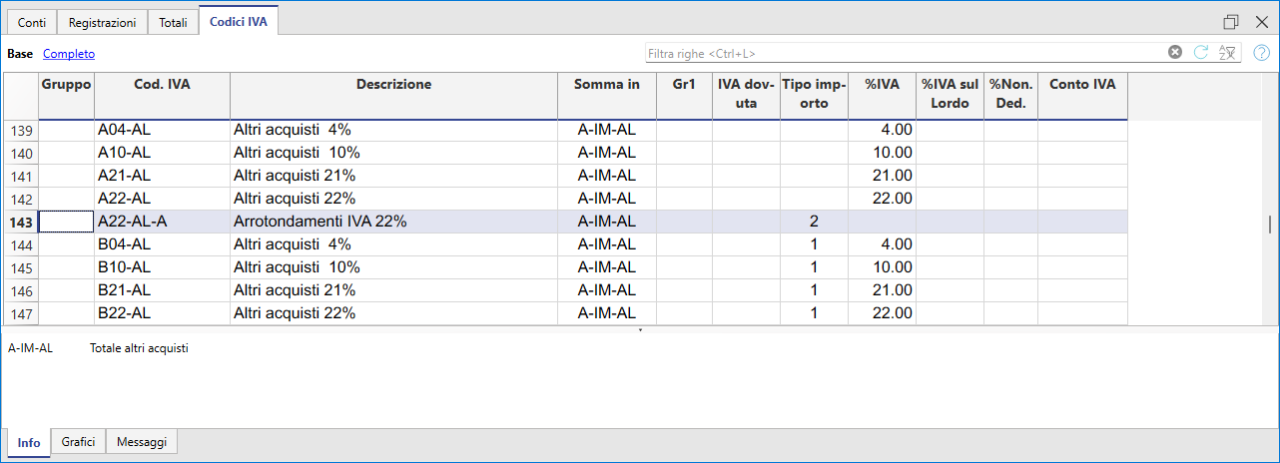 Conti Registrazioni Totali Codici IVA
Base Completo Filtra righe <Ctrl+L>
Gruppo Cod. IVA Descrizione Somma in Gr1 IVA dov- Tipo imp- %IVA %IVA sul %Non. Conto IVA
uta orto Lordo Ded.
139 A04-AL Altri acquisti 4% A-IM-AL 4.00
140 A10-AL Altri acquisti 10% A-IM-AL 10.00
141 A21-AL Altri acquisti 21% A-IM-AL 21.00
142 A22-AL Altri acquisti 22% A-IM-AL 22.00
143 A22-AL-A Arrotondamenti IVA 22% A-IM-AL 2
144 B04-AL Altri acquisti 4% A-IM-AL 1 4.00
145 B10-AL Altri acquisti 10% A-IM-AL 1 10.00
146 B21-AL Altri acquisti 21% A-IM-AL 1 21.00
147 B22-AL Altri acquisti 22% A-IM-AL 1 22.00
A-IM-AL Totale altri acquisti
Info Grafici Messaggi